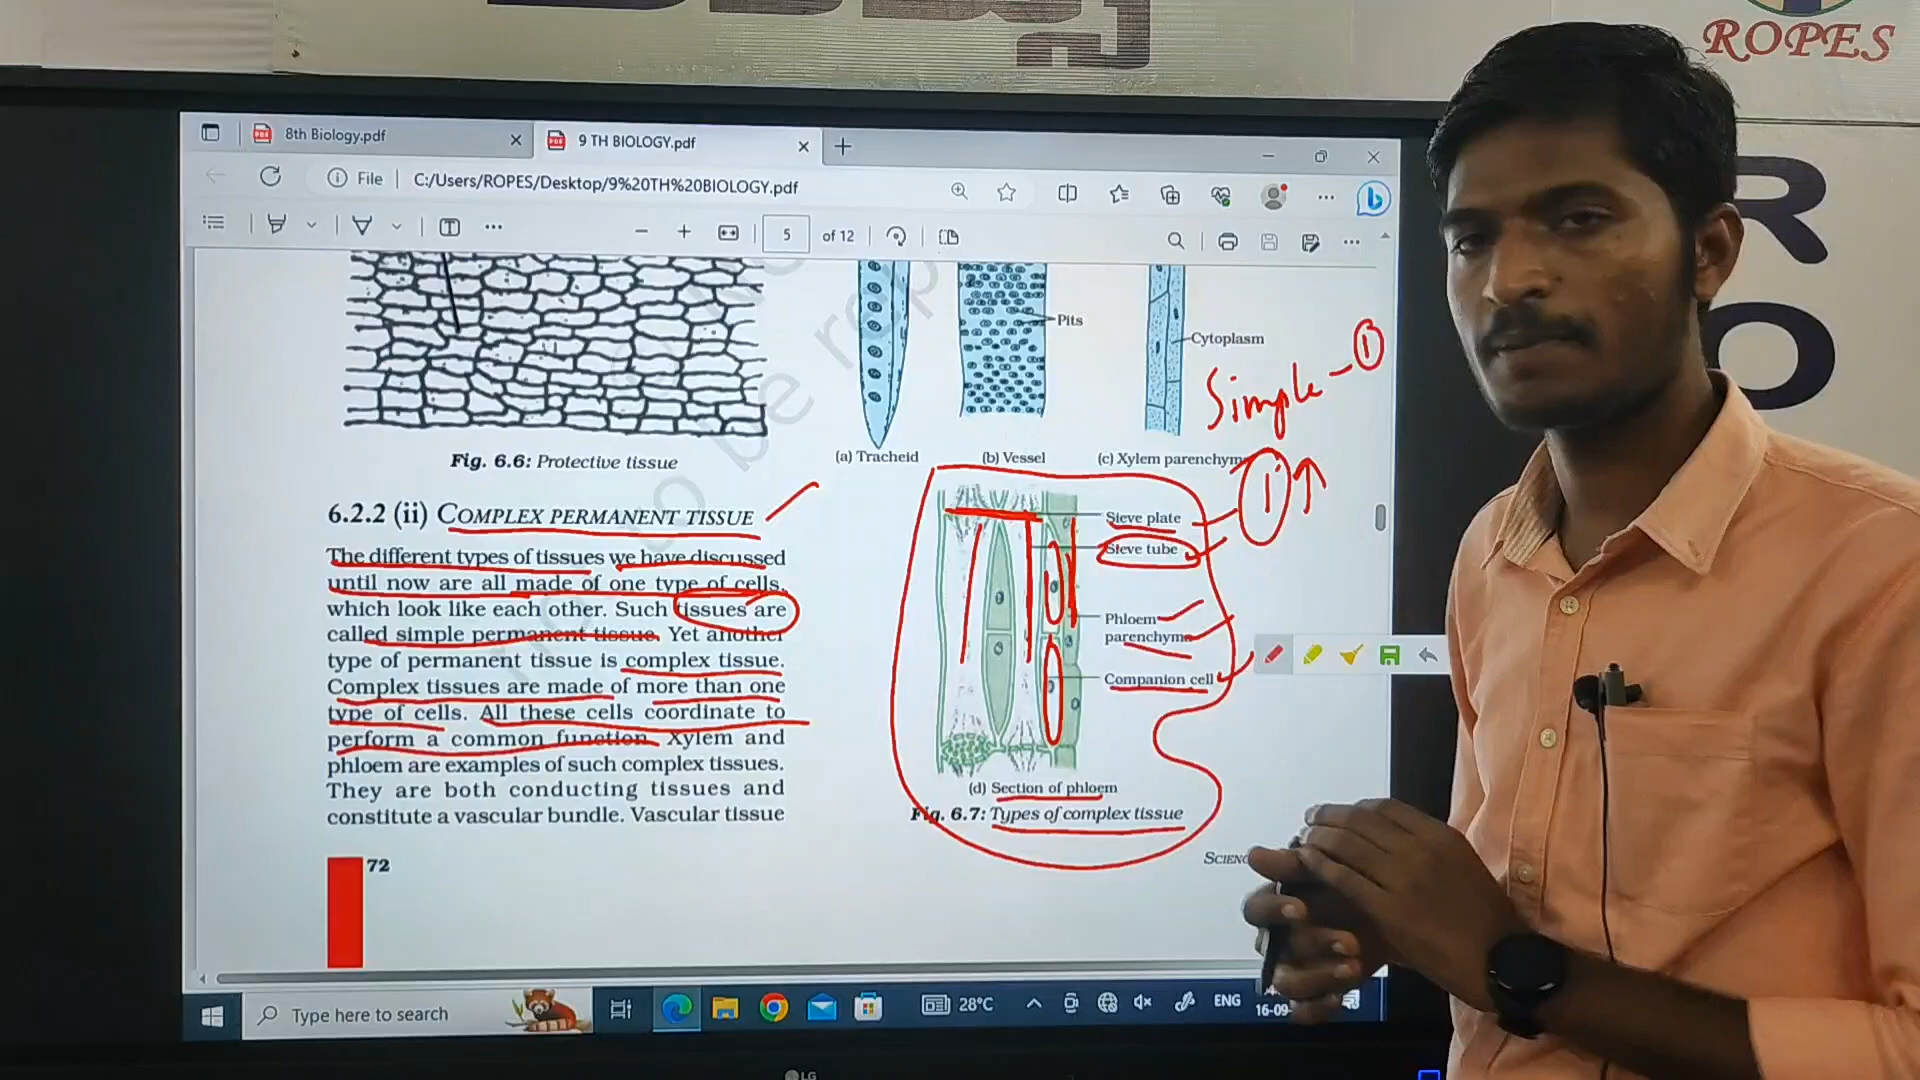 ROPES
R
O
8th Biology.pdf
9 TH BIOLOGY.pdf
File
C:/Users/ROPES/Desktop/9%20TH%20BIOLOGY.pdf
5 of 12
Pits
Cytoplasm
Simple - 1
(a) Tracheid
(b) Vessel
(c) Xylem parenchym
Fig. 6.6: Protective tissue
1 ↑
6.2.2 (ii) COMPLEX PERMANENT TISSUE
The different types of tissues we have discussed
until now are all made of one type of cells,
which look like each other. Such tissues are
called simple permanent tissue. Yet another
type of permanent tissue is complex tissue.
Complex tissues are made of more than one
type of cells. All these cells coordinate to
perform a common function. Xylem and
phloem are examples of such complex tissues.
They are both conducting tissues and
constitute a vascular bundle. Vascular tissue
Sieve plate
Sieve tube
Phloem
parenchyma
Companion cell
(d) Section of phloem
Fig. 6.7: Types of complex tissue
72
SCIENC
Type here to search
28°C
ENG
16-09-
LG